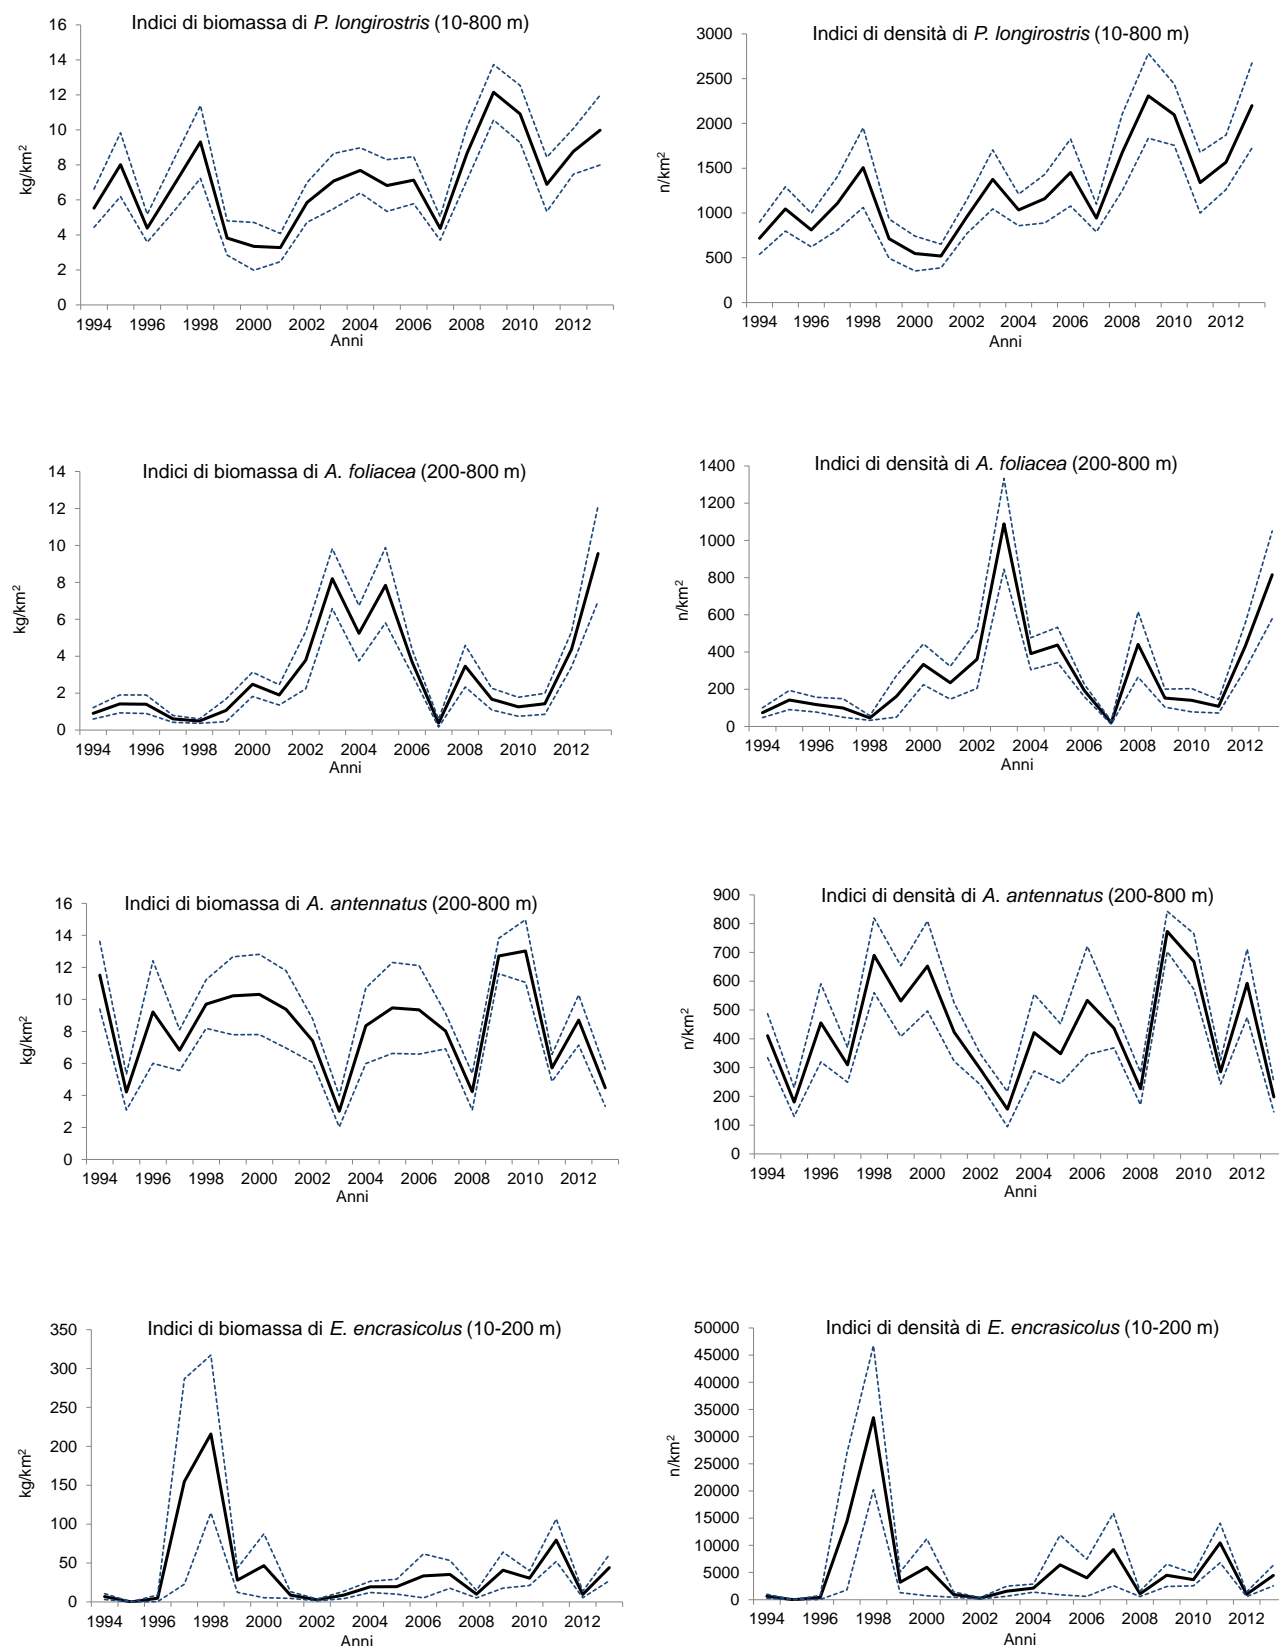 Indici di biomassa di P. longirostris (10-800 m)
16
14
12
10
8
6
4
2
0
kg/km²
1994 1996 1998 2000 2002 2004 2006 2008 2010 2012
Anni
Indici di densità di P. longirostris (10-800 m)
3000
2500
2000
1500
1000
500
0
n/km²
1994 1996 1998 2000 2002 2004 2006 2008 2010 2012
Anni
Indici di biomassa di A. foliacea (200-800 m)
14
12
10
8
6
4
2
0
kg/km²
1994 1996 1998 2000 2002 2004 2006 2008 2010 2012
Anni
Indici di densità di A. foliacea (200-800 m)
1400
1200
1000
800
600
400
200
0
n/km²
1994 1996 1998 2000 2002 2004 2006 2008 2010 2012
Anni
Indici di biomassa di A. antennatus (200-800 m)
16
14
12
10
8
6
4
2
0
kg/km²
1994 1996 1998 2000 2002 2004 2006 2008 2010 2012
Anni
Indici di densità di A. antennatus (200-800 m)
900
800
700
600
500
400
300
200
100
0
n/km²
1994 1996 1998 2000 2002 2004 2006 2008 2010 2012
Anni
Indici di biomassa di E. encrasicolus (10-200 m)
350
300
250
200
150
100
50
0
kg/km²
1994 1996 1998 2000 2002 2004 2006 2008 2010 2012
Anni
Indici di densità di E. encrasicolus (10-200 m)
50000
45000
40000
35000
30000
25000
20000
15000
10000
5000
0
n/km²
1994 1996 1998 2000 2002 2004 2006 2008 2010 2012
Anni